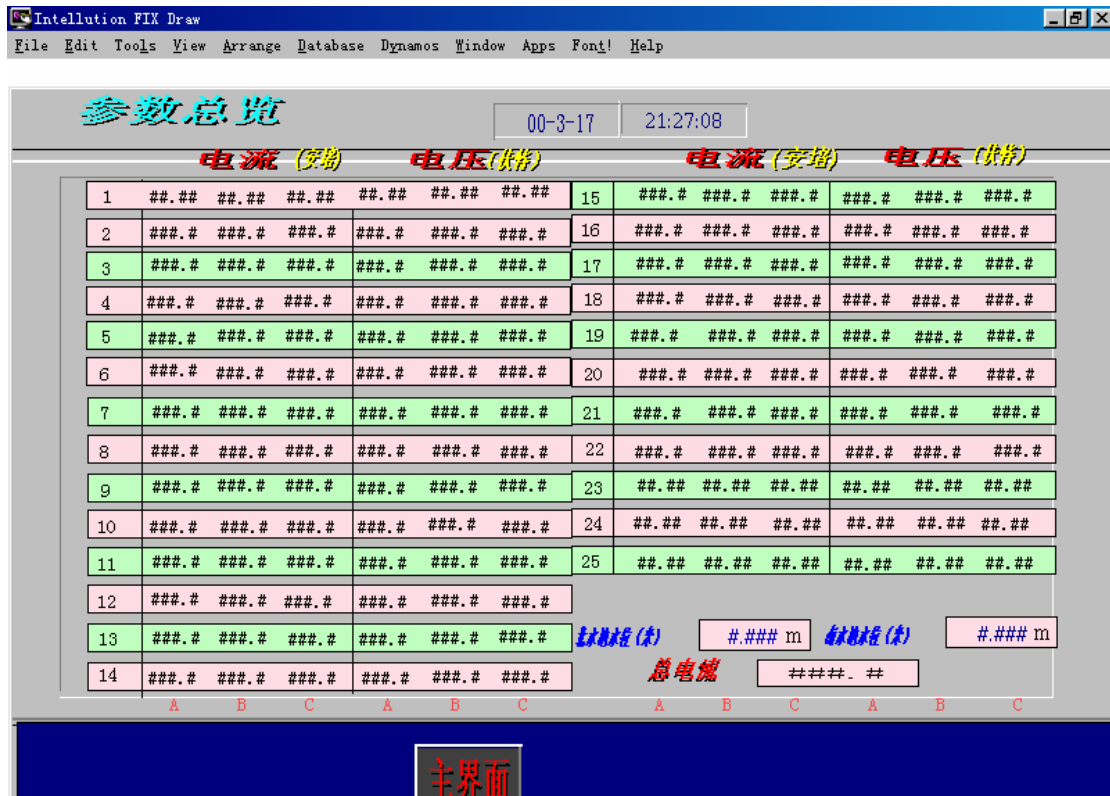 Intellution FIX Draw
File Edit Tools View Arrange Database Dynamos Window Apps Font! Help
参数总览
00-3-17 21:27:08
电流 (安培) 电压 (伏特) 电流 (安培) 电压 (伏特)
1 ##.## ##.## ##.## ##.## ##.## ##.## 15 ###.# ###.# ###.# ###.# ###.# ###.#
2 ###.# ###.# ###.# ###.# ###.# ###.# 16 ###.# ###.# ###.# ###.# ###.# ###.#
3 ###.# ###.# ###.# ###.# ###.# ###.# 17 ###.# ###.# ###.# ###.# ###.# ###.#
4 ###.# ###.# ###.# ###.# ###.# ###.# 18 ###.# ###.# ###.# ###.# ###.# ###.#
5 ###.# ###.# ###.# ###.# ###.# ###.# 19 ###.# ###.# ###.# ###.# ###.# ###.#
6 ###.# ###.# ###.# ###.# ###.# ###.# 20 ###.# ###.# ###.# ###.# ###.# ###.#
7 ###.# ###.# ###.# ###.# ###.# ###.# 21 ###.# ###.# ###.# ###.# ###.# ###.#
8 ###.# ###.# ###.# ###.# ###.# ###.# 22 ###.# ###.# ###.# ###.# ###.# ###.#
9 ###.# ###.# ###.# ###.# ###.# ###.# 23 ##.## ##.## ##.## ##.## ##.## ##.##
10 ###.# ###.# ###.# ###.# ###.# ###.# 24 ##.## ##.## ##.## ##.## ##.## ##.##
11 ###.# ###.# ###.# ###.# ###.# ###.# 25 ##.## ##.## ##.## ##.## ##.## ##.##
12 ###.# ###.# ###.# ###.# ###.# ###.#
13 ###.# ###.# ###.# ###.# ###.# ###.# (米) #.### m (米) #.### m
14 ###.# ###.# ###.# ###.# ###.# ###.# 总电流 ###.##
A B C A B C A B C A B C
主界面